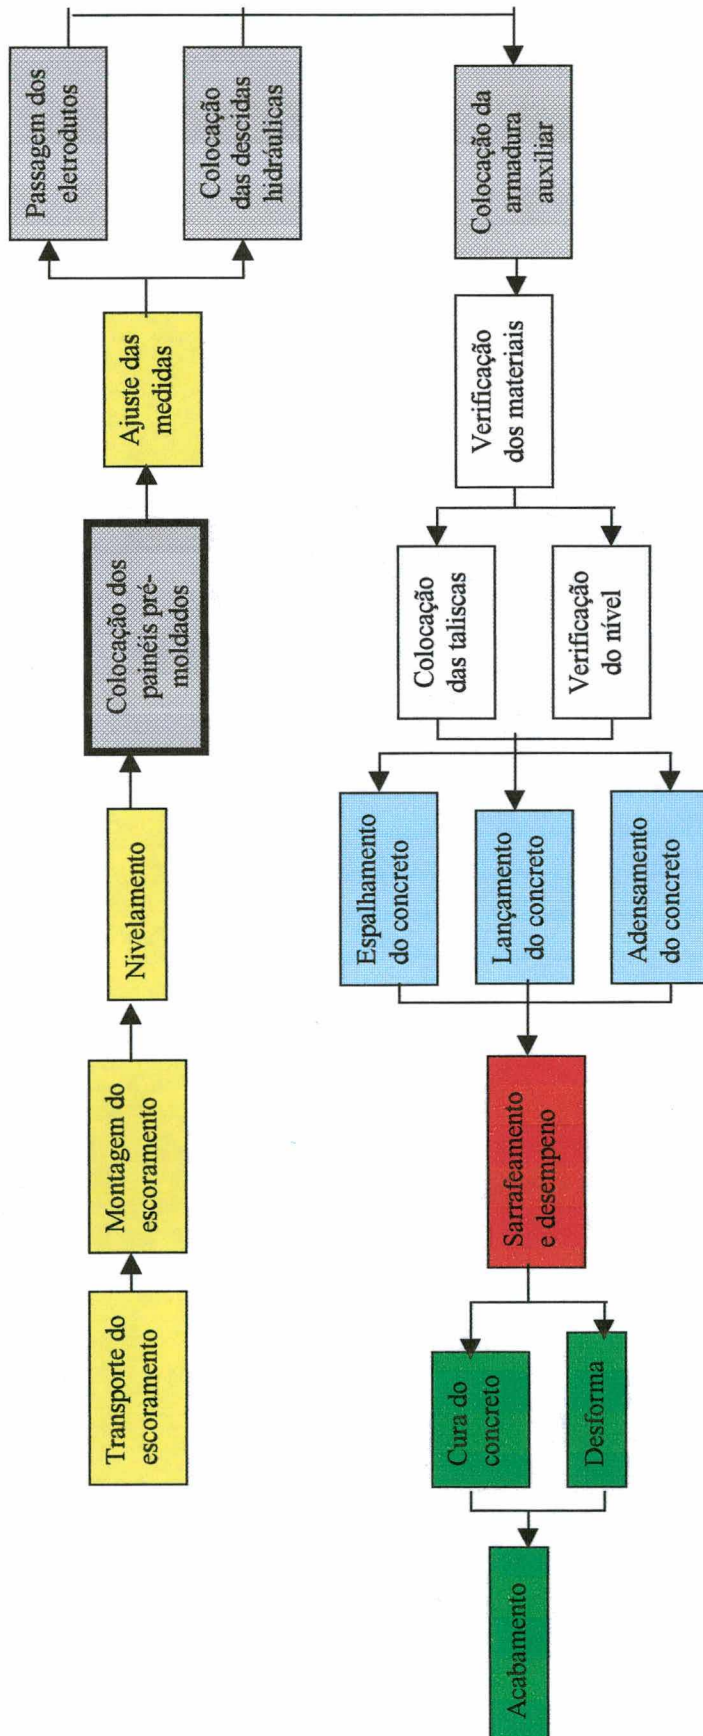 Transporte do
escoramento
Montagem do
escoramento
Nivelamento
Colocação dos
painéis pré-
moldados
Ajuste das
medidas
Passagem dos
eletrodutos
Colocação
das descidas
hidráulicas
Colocação da
armadura
auxiliar
Verificação
dos materiais
Colocação
das taliscas
Verificação
do nível
Espalhamento
do concreto
Lançamento
do concreto
Adensamento
do concreto
Sarrafeamento
e desempeno
Cura do
concreto
Desforma
Acabamento